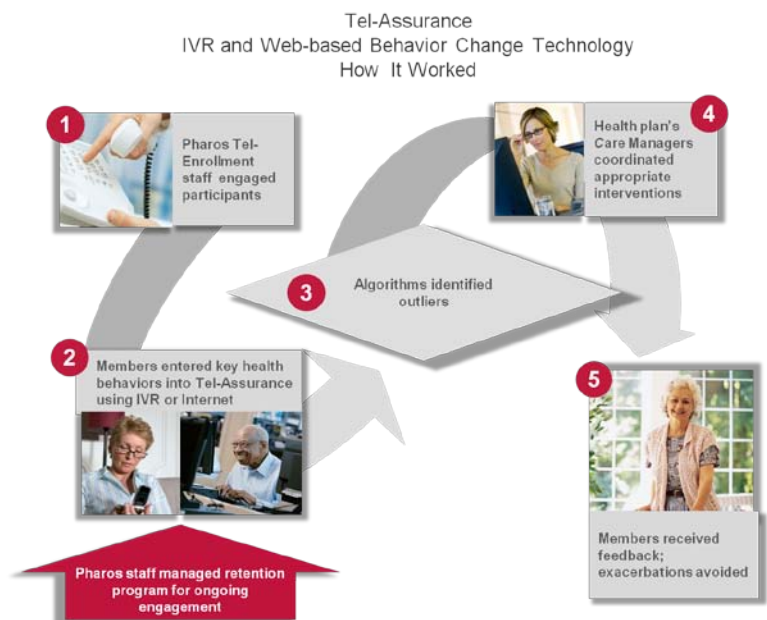 Tel-Assurance
IVR and Web-based Behavior Change Technology
How It Worked
1
Pharos Tel-
Enrollment
staff engaged
participants
2
Members entered key health
behaviors into Tel-Assurance
using IVR or Internet
Pharos staff managed retention
program for ongoing
engagement
3
Algorithms identified
outliers
4
Health plan's
Care Managers
coordinated
appropriate
interventions
5
Members received
feedback;
exacerbations avoided